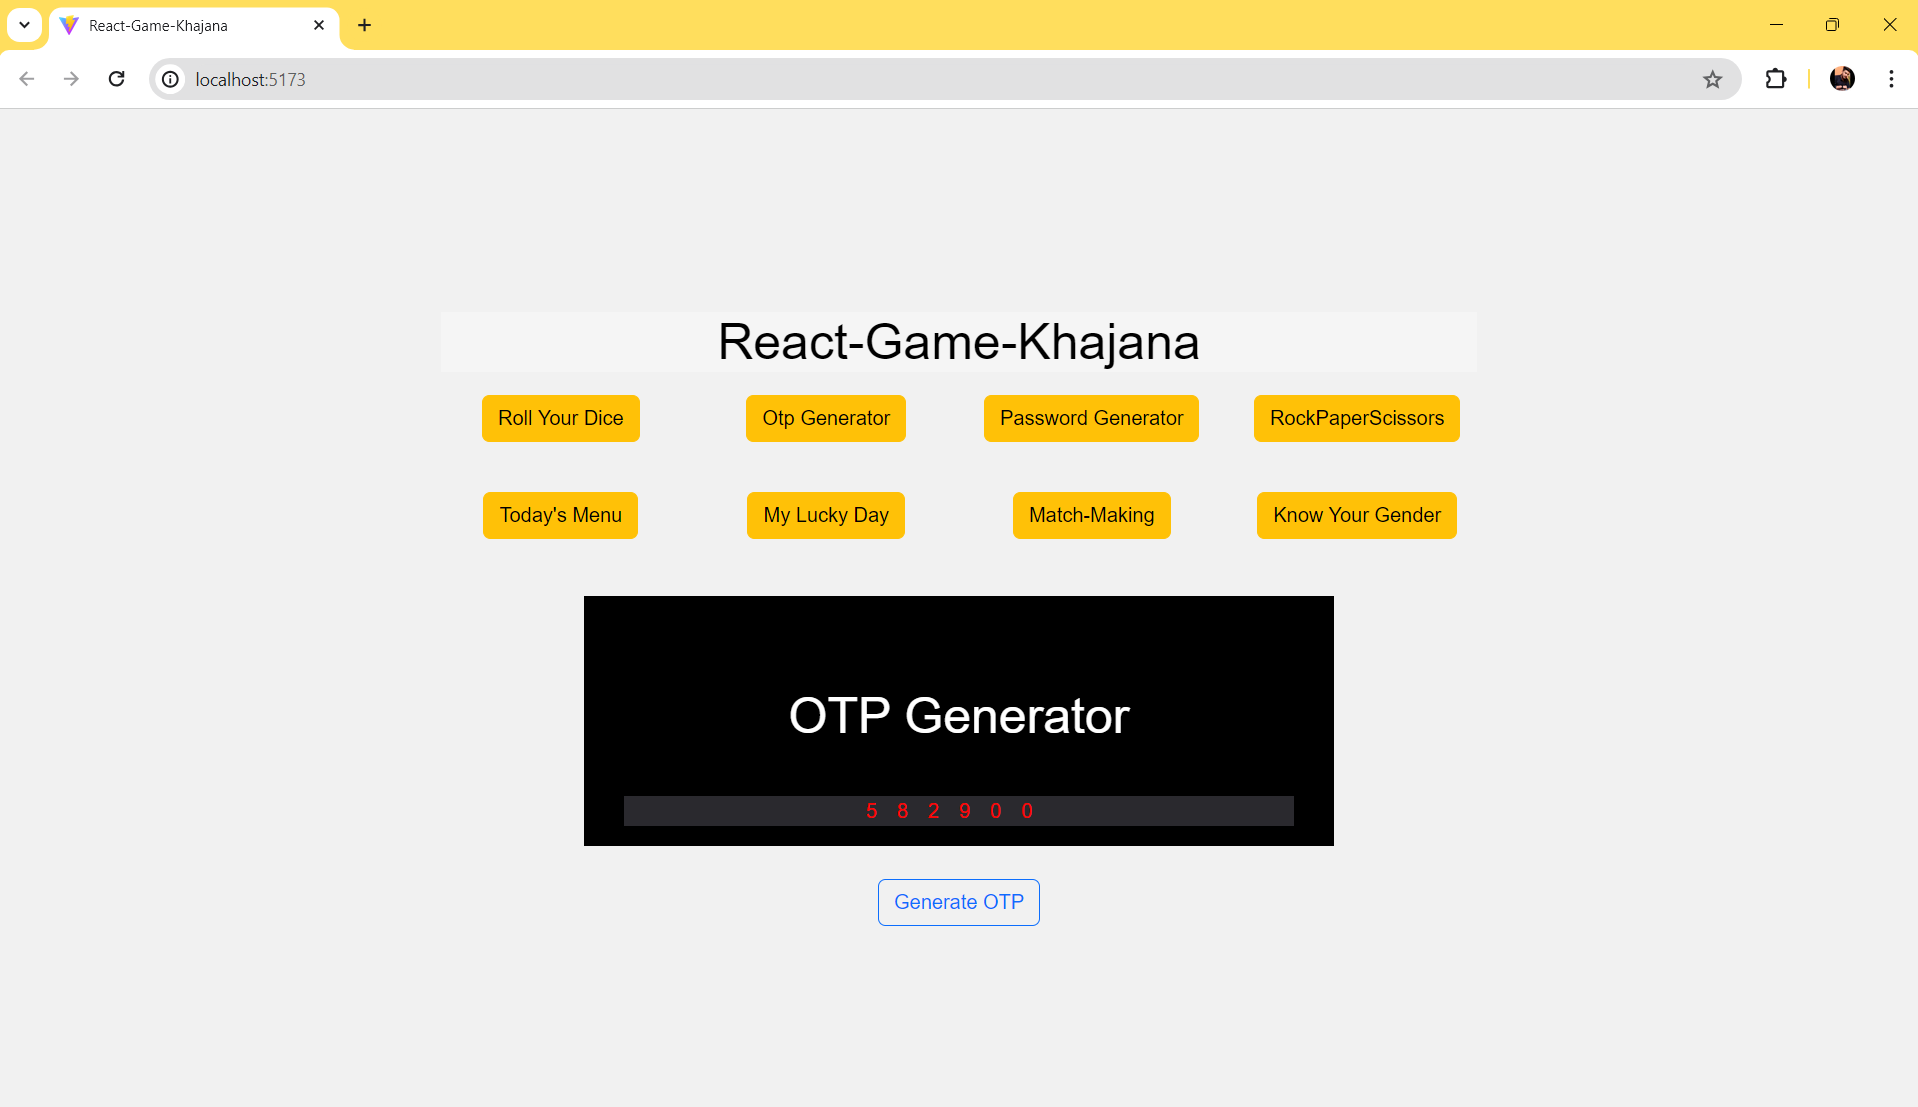 React-Game-Khajana
localhost:5173
React-Game-Khajana
Roll Your Dice Otp Generator Password Generator RockPaperScissors
Today's Menu My Lucky Day Match-Making Know Your Gender
OTP Generator
5 8 2 9 0 0
Generate OTP